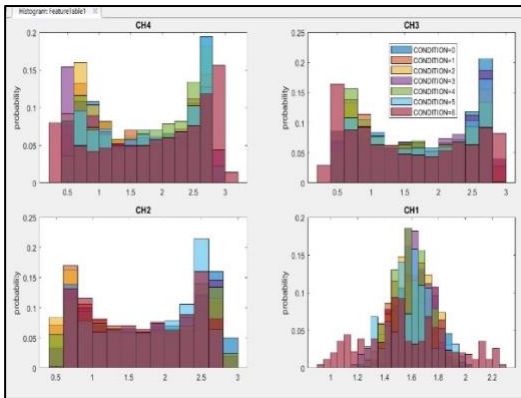 Histogram: FeatureTable1
CH4
0.2
0.15
0.1
0.05
0
probability
0.5 1 1.5 2 2.5 3
CH3
0.25
0.2
0.15
0.1
0.05
0
probability
CONDITION=0
CONDITION=1
CONDITION=2
CONDITION=3
CONDITION=4
CONDITION=5
CONDITION=6
0.5 1 1.5 2 2.5 3
CH2
0.25
0.2
0.15
0.1
0.05
0
probability
0.5 1 1.5 2 2.5 3
CH1
0.2
0.15
0.1
0.05
0
probability
1 1.2 1.4 1.6 1.8 2 2.2